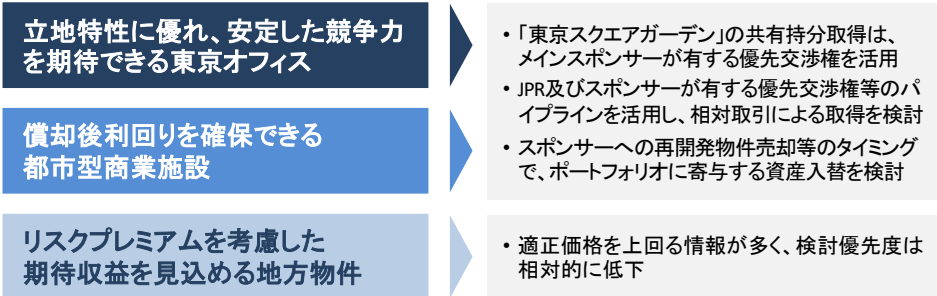 立地特性に優れ、安定した競争力
を期待できる東京オフィス
•「東京スクエアガーデン」の共有持分取得は、
メインスポンサーが有する優先交渉権を活用
• JPR及びスポンサーが有する優先交渉権等のパ
イプラインを活用し、相対取引による取得を検討
• スポンサーへの再開発物件売却等のタイミング
で、ポートフォリオに寄与する資産入替を検討
償却後利回りを確保できる
都市型商業施設
リスクプレミアムを考慮した
期待収益を見込める地方物件
• 適正価格を上回る情報が多く、検討優先度は
相対的に低下